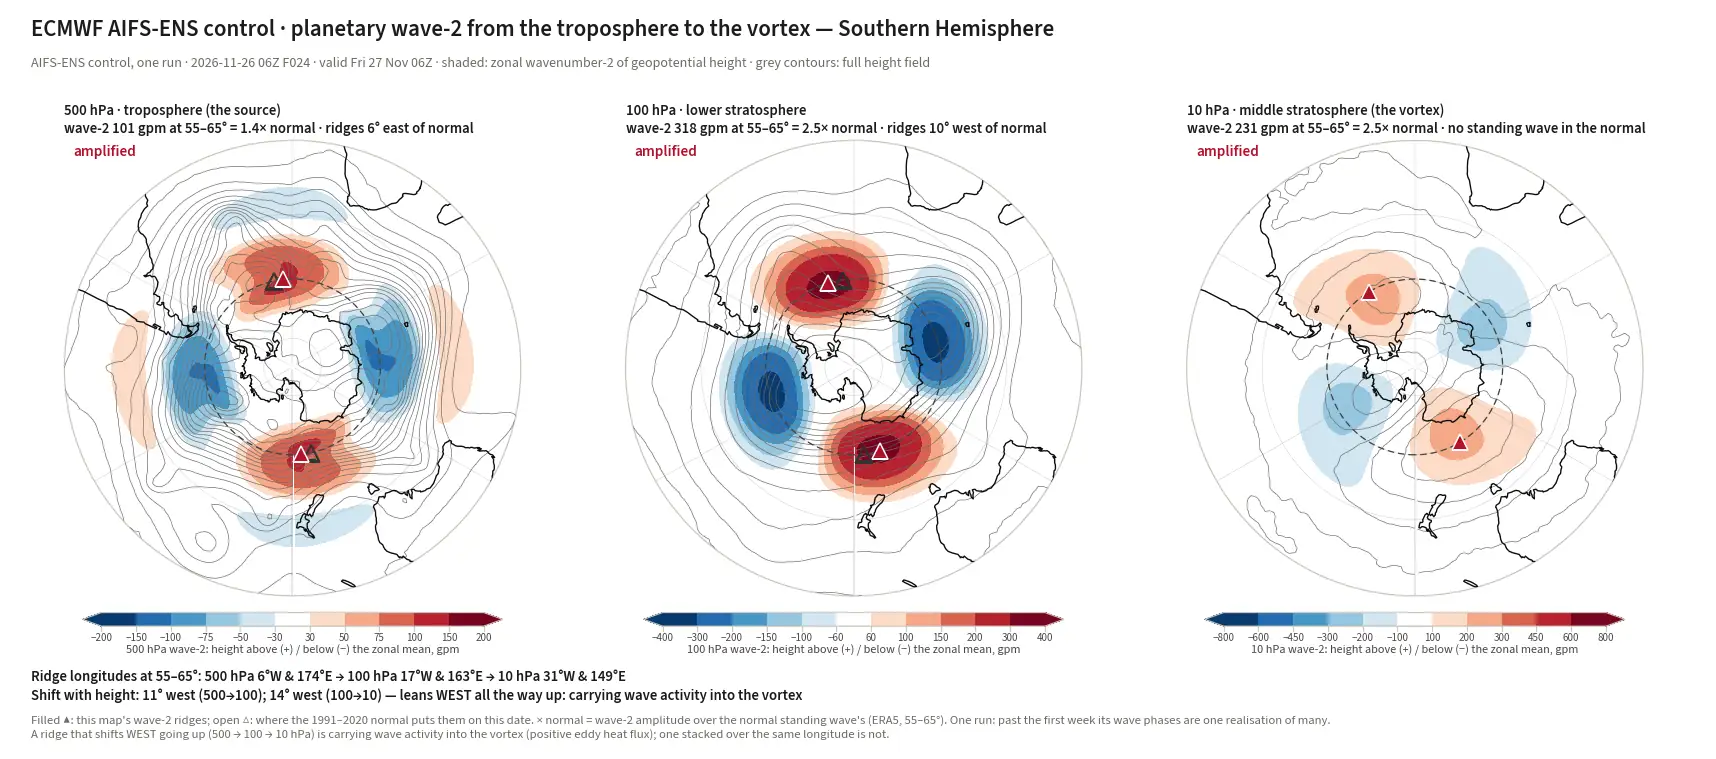 ECMWF AIFS-ENS control · planetary wave-2 from the troposphere to the vortex — Southern Hemisphere
AIFS-ENS control, one run · 2026-11-26 06Z F024 · valid Fri 27 Nov 06Z · shaded: zonal wavenumber-2 of geopotential height · grey contours: full height field
500 hPa · troposphere (the source)
wave-2 101 gpm at 55–65° = 1.4× normal · ridges 6° east of normal
amplified
100 hPa · lower stratosphere
wave-2 318 gpm at 55–65° = 2.5× normal · ridges 10° west of normal
amplified
10 hPa · middle stratosphere (the vortex)
wave-2 231 gpm at 55–65° = 2.5× normal · no standing wave in the normal
amplified
−200 −150 −100 −75 −50 −30 30 50 75 100 150 200
500 hPa wave-2: height above (+) / below (−) the zonal mean, gpm
−400 −300 −200 −150 −100 −60 60 100 150 200 300 400
100 hPa wave-2: height above (+) / below (−) the zonal mean, gpm
−800 −600 −450 −300 −200 −100 100 200 300 450 600 800
10 hPa wave-2: height above (+) / below (−) the zonal mean, gpm
Ridge longitudes at 55–65°: 500 hPa 6°W & 174°E → 100 hPa 17°W & 163°E → 10 hPa 31°W & 149°E
Shift with height: 11° west (500→100); 14° west (100→10) — leans WEST all the way up: carrying wave activity into the vortex
Filled ▲: this map's wave-2 ridges; open △: where the 1991–2020 normal puts them on this date. × normal = wave-2 amplitude over the normal standing wave's (ERA5, 55–65°). One run: past the first week its wave phases are one realisation of many.
A ridge that shifts WEST going up (500 → 100 → 10 hPa) is carrying wave activity into the vortex (positive eddy heat flux); one stacked over the same longitude is not.